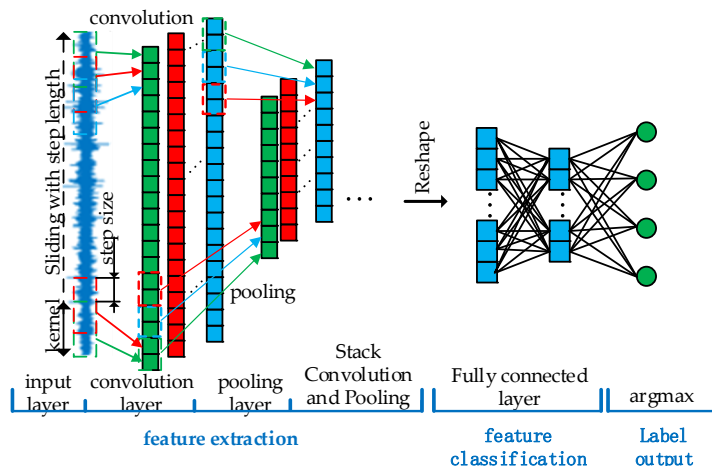 convolution
Sliding with step length
step size
kernel
pooling
...
Reshape
input
layer
convolution
layer
pooling
layer
Stack
Convolution
and Pooling
Fully connected
layer
argmax
feature extraction
feature
classification
Label
output